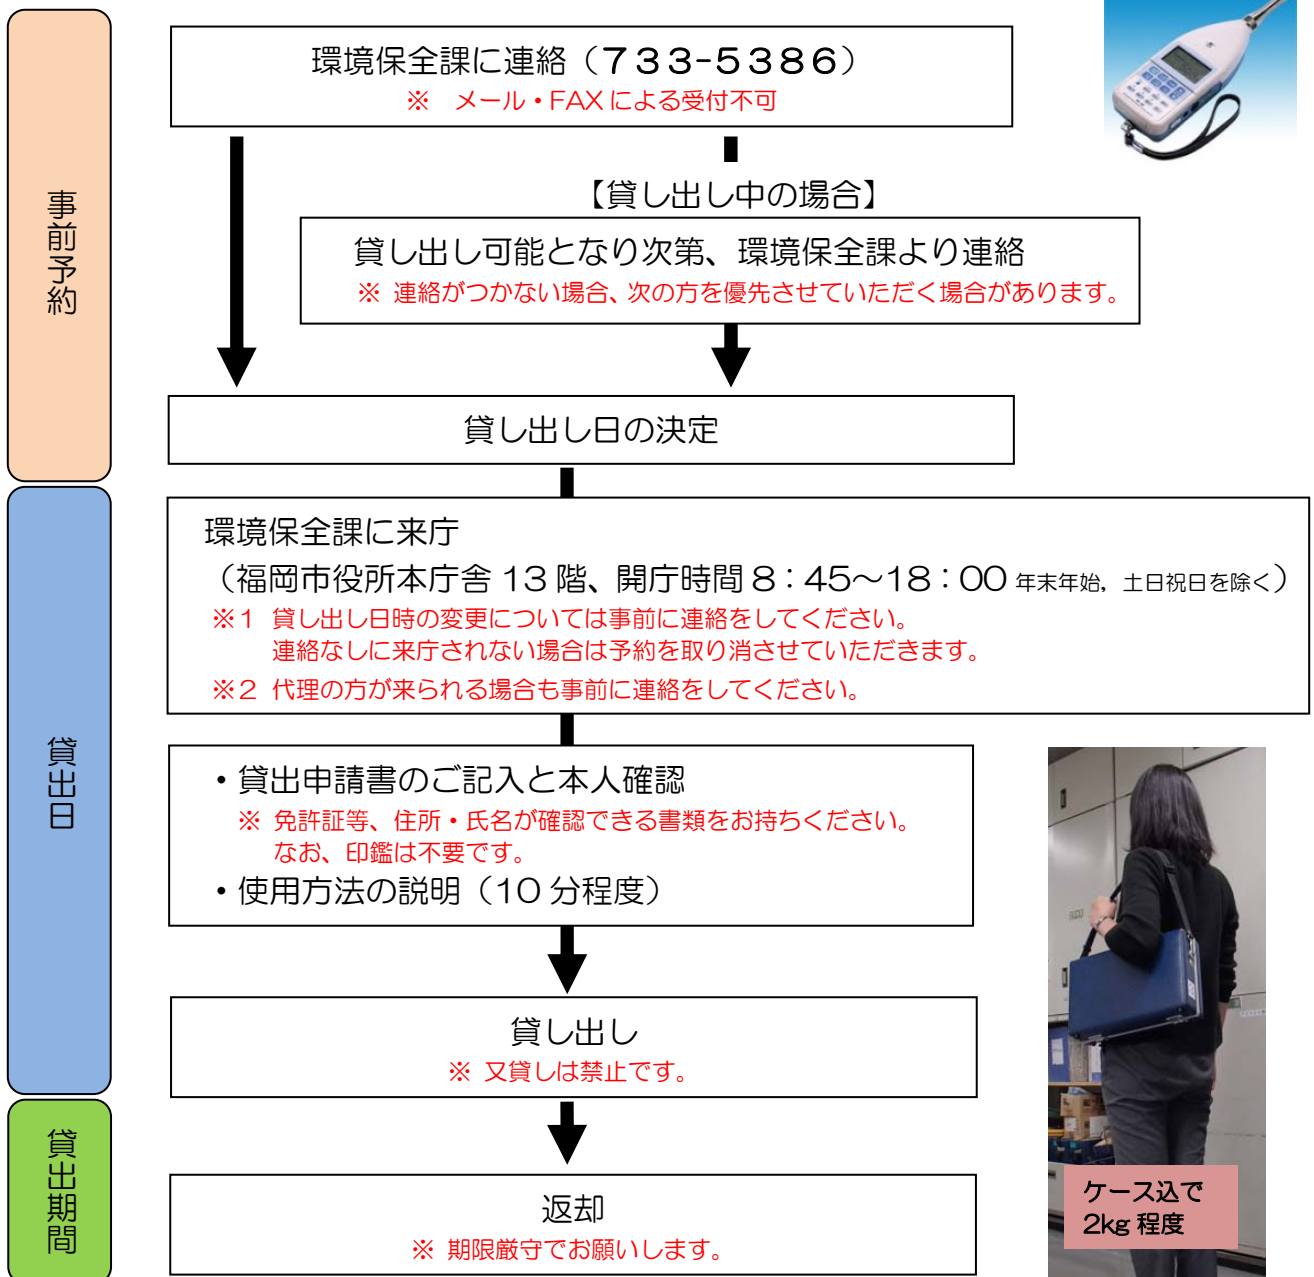 事前予約
環境保全課に連絡（733-5386）
※　メール・FAXによる受付不可
【貸し出し中の場合】
貸し出し可能となり次第、環境保全課より連絡
※ 連絡がつかない場合、次の方を優先させていただく場合があります。
貸し出し日の決定
貸出日
環境保全課に来庁
（福岡市役所本庁舎 13 階、開庁時間 8：45～18：00 年末年始，土日祝日を除く）
※1 貸し出し日時の変更については事前に連絡をしてください。
連絡なしに来庁されない場合は予約を取り消させていただきます。
※2 代理の方が来られる場合も事前に連絡をしてください。
・貸出申請書のご記入と本人確認
※ 免許証等、住所・氏名が確認できる書類をお持ちください。
なお、印鑑は不要です。
・使用方法の説明（10 分程度）
貸し出し
※ 又貸しは禁止です。
貸出期間
返却
※ 期限厳守でお願いします。
ケース込で
2kg 程度